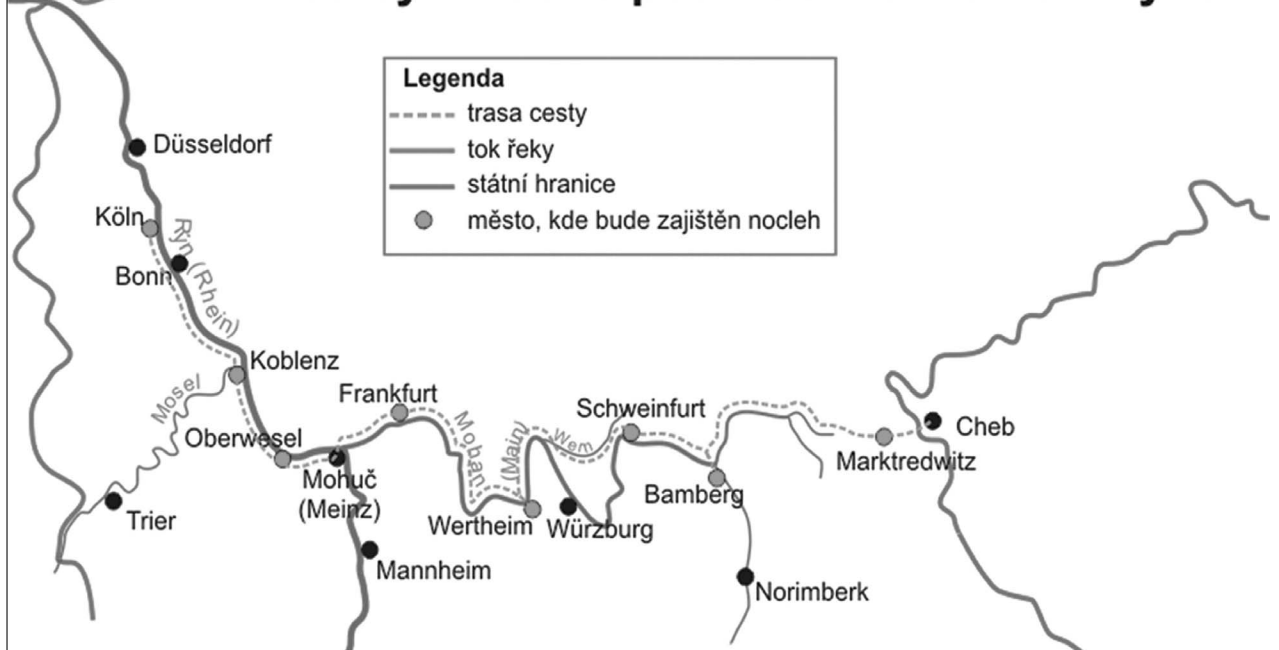 Legenda
trasa cesty
tok řeky
státní hranice
město, kde bude zajištěn nocleh
Düsseldorf
Köln
Rýn (Rhein)
Bonn
Koblenz
Mosel
Frankfurt
Mohan
(Main)
Wern
Schweinfurt
Cheb
Oberwesel
Marktredwitz
Mohuč
(Meinz)
Bamberg
Trier
Wertheim
Würzburg
Mannheim
Norimberk